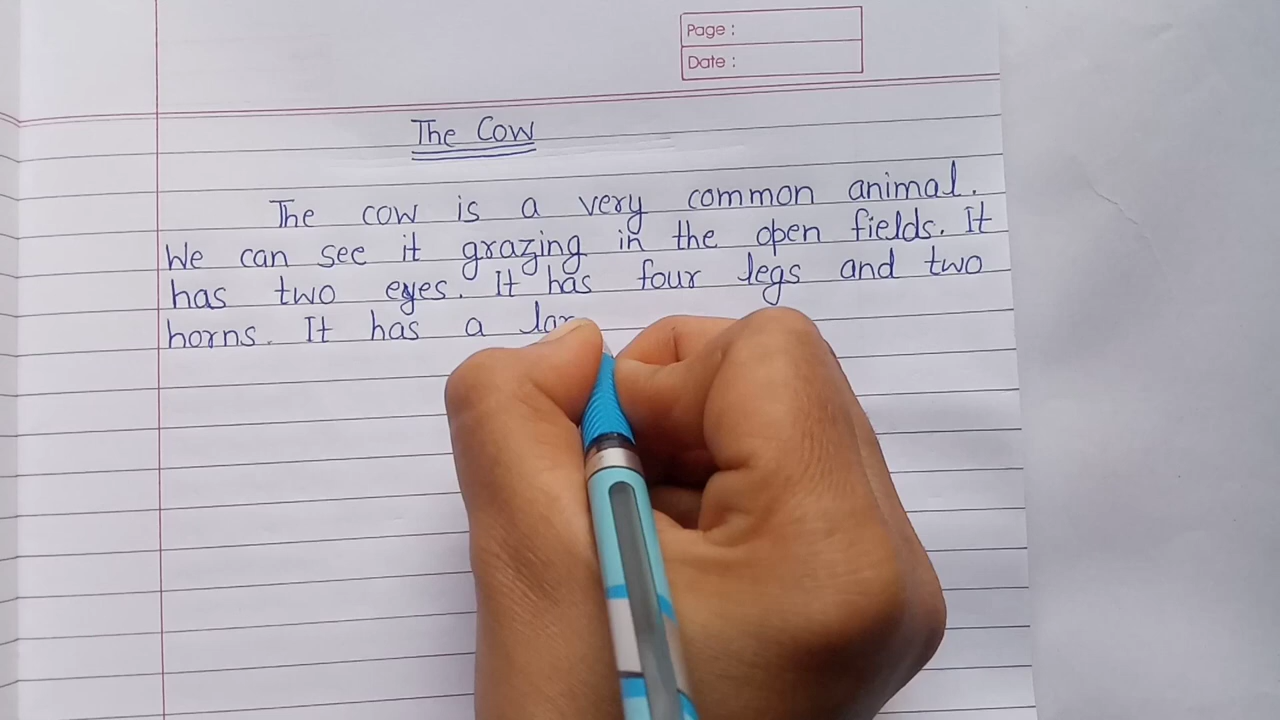 Page :
Date :
The Cow
The cow is a very common animal.
We can see it grazing in the open fields. It
has two eyes. It has four legs and two
horns. It has a lar